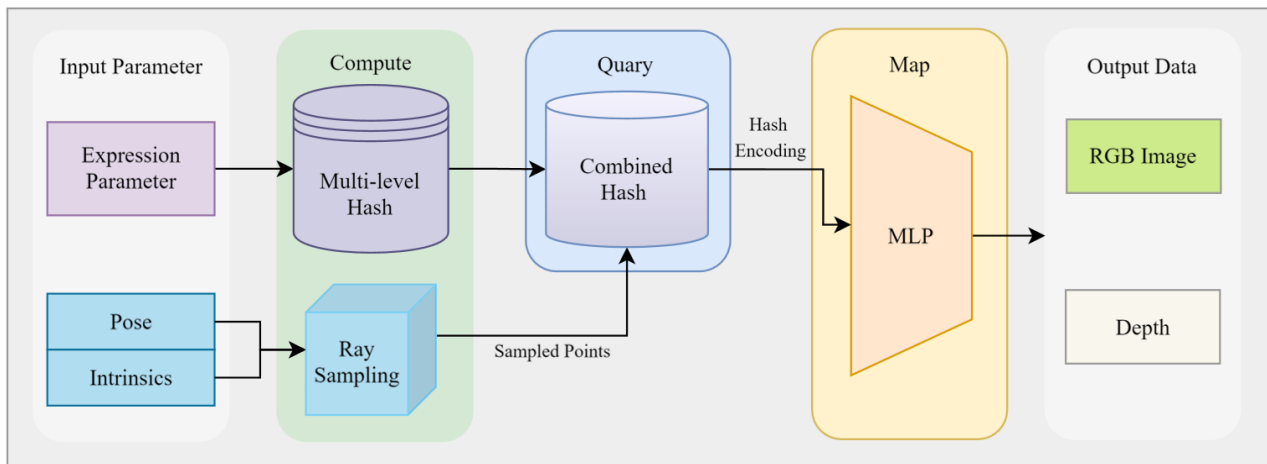 Input Parameter
Expression
Parameter
Pose
Intrinsics
Compute
Multi-level
Hash
Ray
Sampling
Sampled Points
Quary
Combined
Hash
Hash
Encoding
Map
MLP
Output Data
RGB Image
Depth